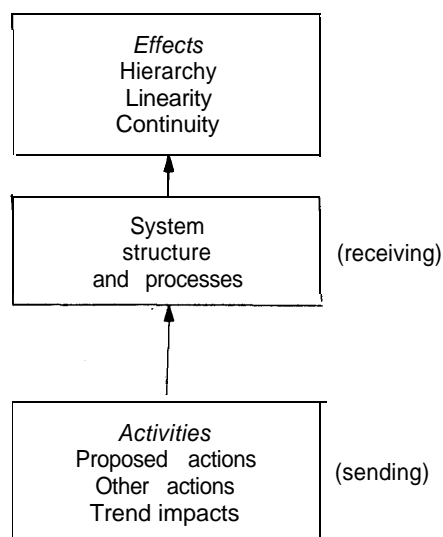 Effects
Hierarchy
Linearity
Continuity
System
structure
and processes
(receiving)
Activities
Proposed actions
Other actions
Trend impacts
(sending)